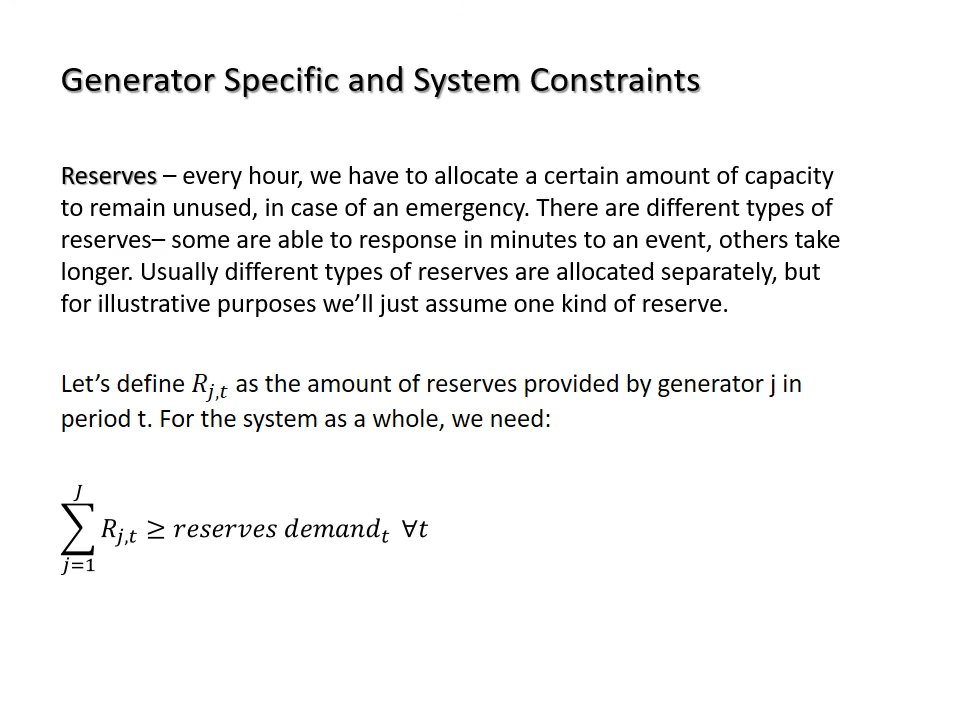 Generator Specific and System Constraints
Reserves – every hour, we have to allocate a certain amount of capacity
to remain unused, in case of an emergency. There are different types of
reserves– some are able to response in minutes to an event, others take
longer. Usually different types of reserves are allocated separately, but
for illustrative purposes we’ll just assume one kind of reserve.
Let’s define R_{j,t} as the amount of reserves provided by generator j in
period t. For the system as a whole, we need:
\sum_{j=1}^{J} R_{j,t} ≥ reserves demand_t ∀t